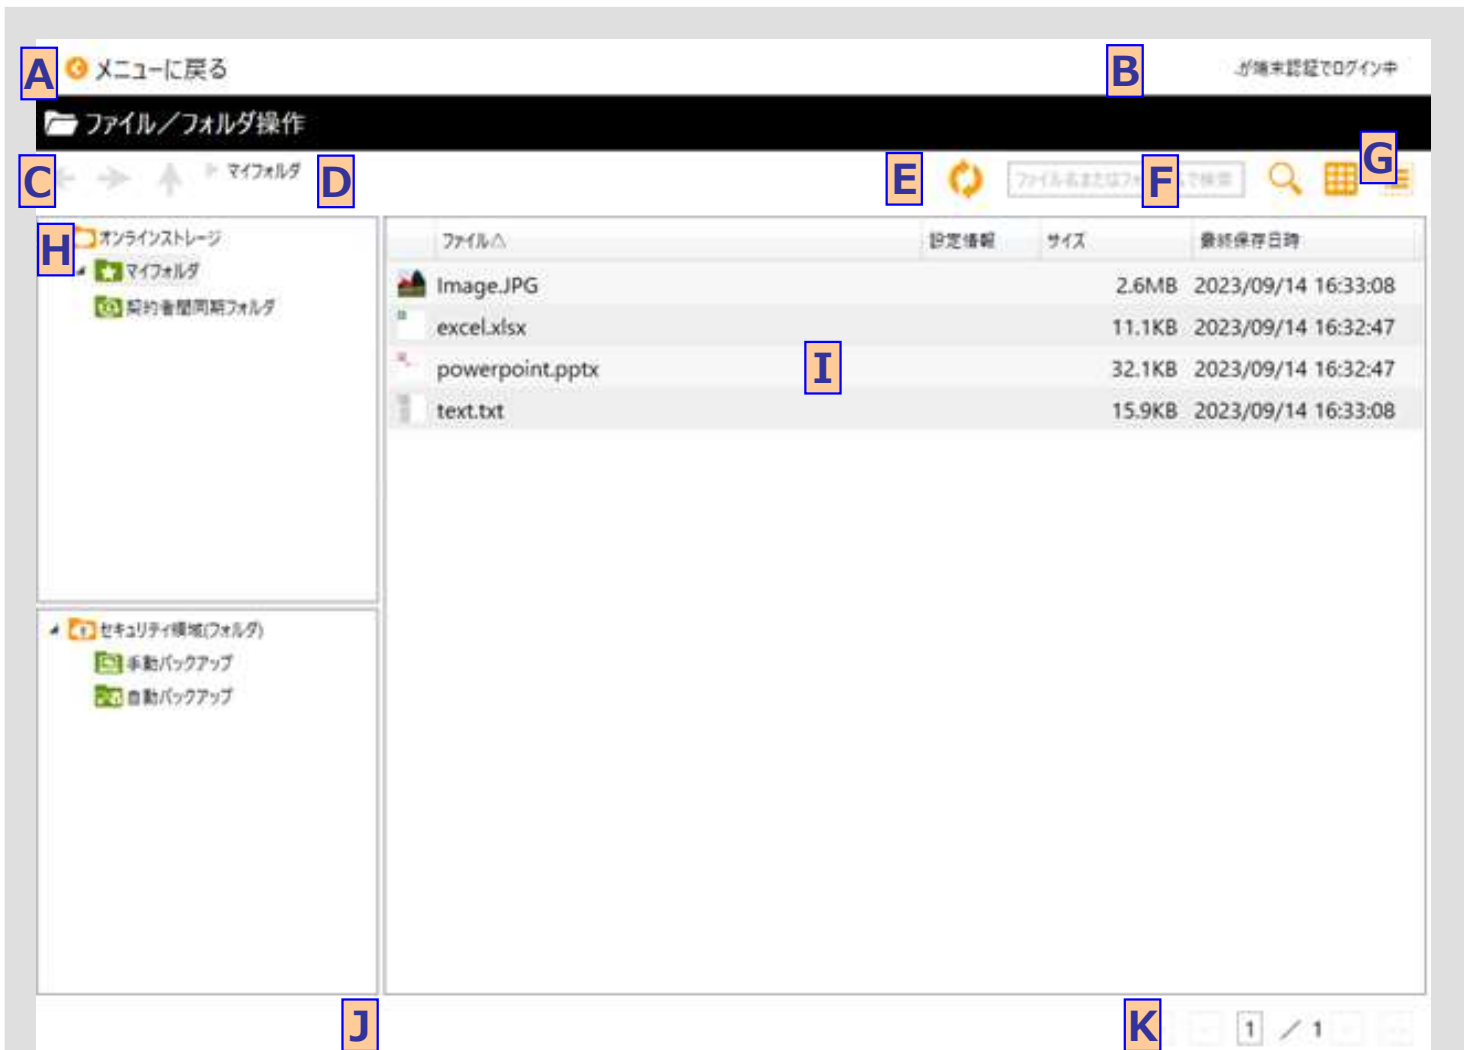 A メニューに戻る B が端末認証でログイン中
ファイル／フォルダ操作
C マイフォルダ D E F G
H オンラインストレージ
マイフォルダ
契約者間同期フォルダ
ファイル△ 設定情報 サイズ 最終保存日時
Image.JPG 2.6MB 2023/09/14 16:33:08
excel.xlsx 11.1KB 2023/09/14 16:32:47
powerpoint.pptx I 32.1KB 2023/09/14 16:32:47
text.txt 15.9KB 2023/09/14 16:33:08
セキュリティ領域(フォルダ)
手動バックアップ
自動バックアップ
J K 1 ／ 1